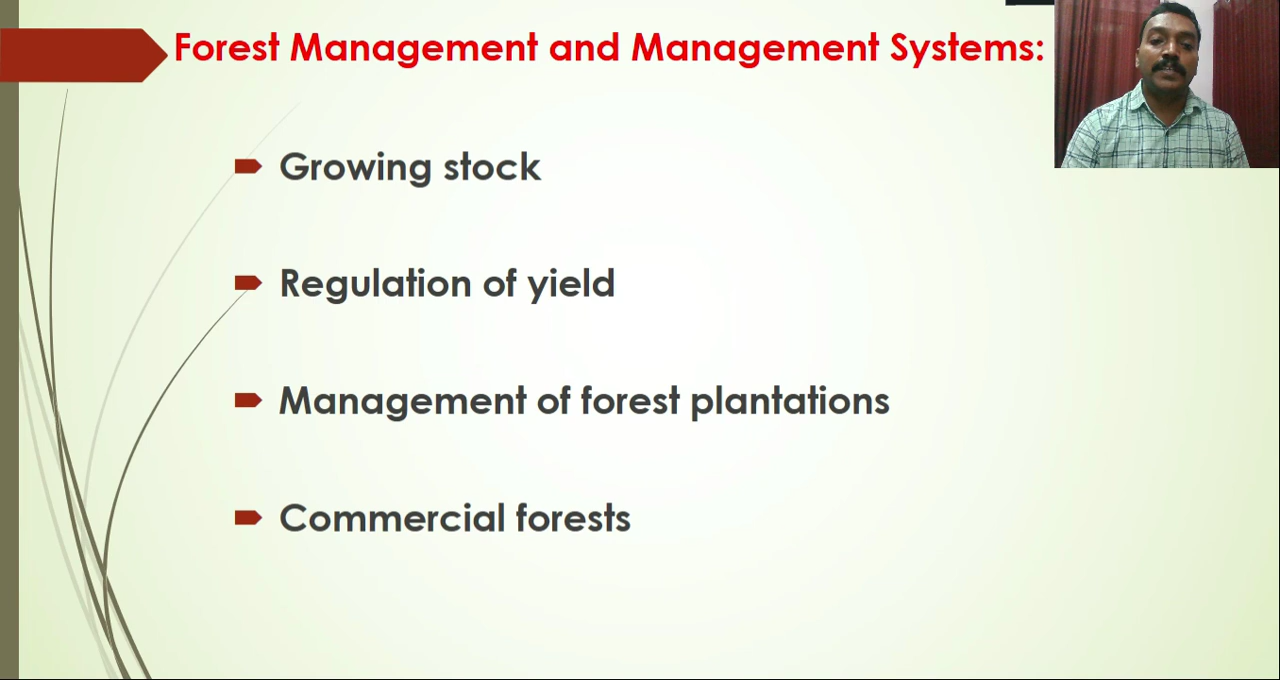 Forest Management and Management Systems:
Growing stock
Regulation of yield
Management of forest plantations
Commercial forests